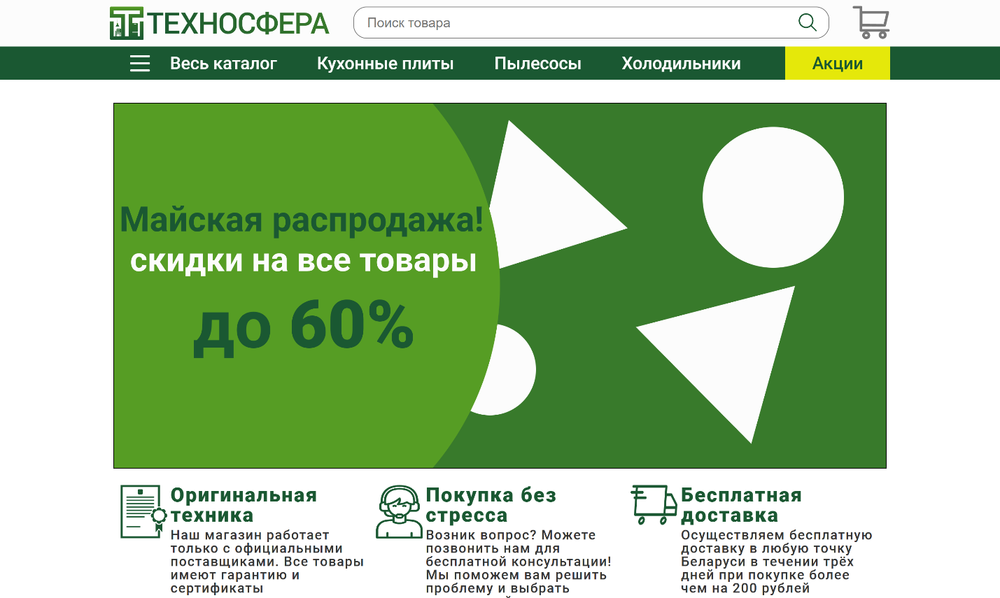 ТЕХНОСФЕРА
Поиск товара
Весь каталог Кухонные плиты Пылесосы Холодильники Акции
Майская распродажа!
скидки на все товары
до 60%
Оригинальная
техника
Наш магазин работает
только с официальными
поставщиками. Все товары
имеют гарантию и
сертификаты
Покупка без
стресса
Возник вопрос? Можете
позвонить нам для
бесплатной консультации!
Мы поможем вам решить
проблему и выбрать
Бесплатная
доставка
Осуществляем бесплатную
доставку в любую точку
Беларуси в течении трёх
дней при покупке более
чем на 200 рублей